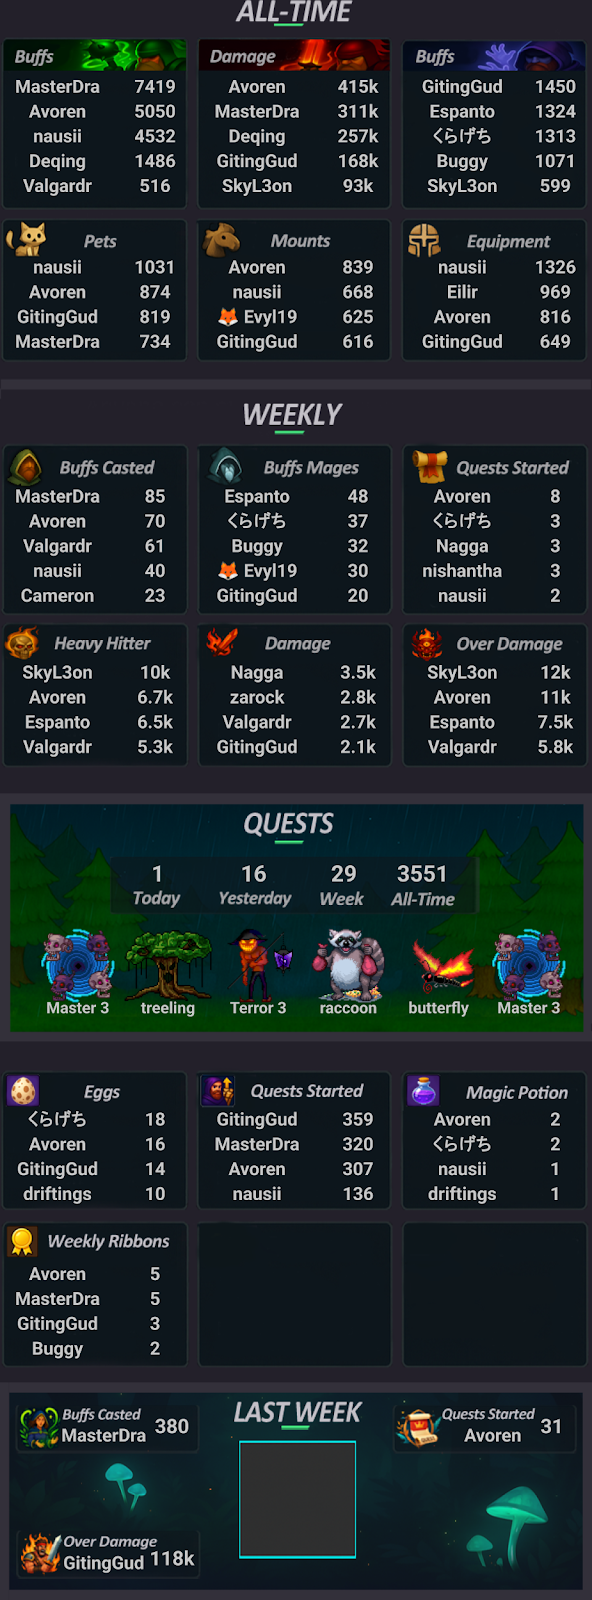 ALL-TIME
Buffs
MasterDra 7419
Avoren 5050
nausii 4532
Deqing 1486
Valgardr 516
Damage
Avoren 415k
MasterDra 311k
Deqing 257k
GitingGud 168k
SkyL3on 93k
Buffs
GitingGud 1450
Espanto 1324
くらげち 1313
Buggy 1071
SkyL3on 599
Pets
nausii 1031
Avoren 874
GitingGud 819
MasterDra 734
Mounts
Avoren 839
nausii 668
🦊 Evyl19 625
GitingGud 616
Equipment
nausii 1326
Eilir 969
Avoren 816
GitingGud 649
WEEKLY
Buffs Casted
MasterDra 85
Avoren 70
Valgardr 61
nausii 40
Cameron 23
Buffs Mages
Espanto 48
くらげち 37
Buggy 32
🦊 Evyl19 30
GitingGud 20
Quests Started
Avoren 8
くらげち 3
Nagga 3
nishantha 3
nausii 2
Heavy Hitter
SkyL3on 10k
Avoren 6.7k
Espanto 6.5k
Valgardr 5.3k
Damage
Nagga 3.5k
zarock 2.8k
Valgardr 2.7k
GitingGud 2.1k
Over Damage
SkyL3on 12k
Avoren 11k
Espanto 7.5k
Valgardr 5.8k
QUESTS
1 16 29 3551
Today Yesterday Week All-Time
Master 3 treeling Terror 3 raccoon butterfly Master 3
Eggs
くらげち 18
Avoren 16
GitingGud 14
driftings 10
Quests Started
GitingGud 359
MasterDra 320
Avoren 307
nausii 136
Magic Potion
Avoren 2
くらげち 2
nausii 1
driftings 1
Weekly Ribbons
Avoren 5
MasterDra 5
GitingGud 3
Buggy 2
LAST WEEK
Buffs Casted
MasterDra 380
Quests Started
Avoren 31
Over Damage
GitingGud 118k